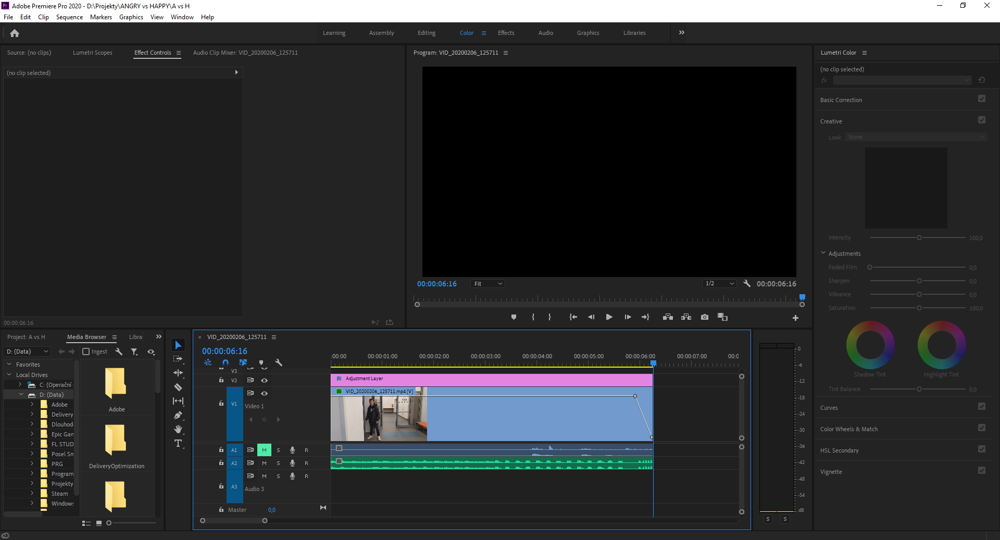 Adobe Premiere Pro 2020 - D:\Projekty\ANGRY vs HAPPY\A vs H
File Edit Clip Sequence Markers Graphics View Window Help
Learning Assembly Editing Color Effects Audio Graphics Libraries
Source: (no clips) Lumetri Scopes Effect Controls Audio Clip Mixer: VID_20200206_125711
(no clip selected)
00:00:06:16
Program: VID_20200206_125711
00:00:06:16 Fit 1/2 00:00:06:16
Lumetri Color
(no clip selected)
fx
Basic Correction
Creative
Look None
Intensity 100,0
Adjustments
Faded Film 0,0
Sharpen 0,0
Vibrance 0,0
Saturation 100,0
Shadow Tint Highlight Tint
Tint Balance 0,0
Curves
Color Wheels & Match
HSL Secondary
Vignette
Project: A vs H Media Browser Libra
D: (Data) Ingest
Favorites
Local Drives
C: (Operační
D: (Data)
Adobe
Delivery
Dlouhod
Epic Gan
FL STUD
Posel Sm
PRG
Program
Projekty
Steam
Windows
Adobe
DeliveryOptimization
VID_20200206_125711
00:00:06:16
:00:00 00:00:01:00 00:00:02:00 00:00:03:00 00:00:04:00 00:00:05:00 00:00:06:00 00:00:07:00 00:0
V3
V2 fx Adjustment Layer
fx VID_20200206_125711.mp4 [V]
V1 Video 1
A1 M S R fx
A2 M S R fx
M S R
A3 Audio 3
Master 0,0
0
-6
-12
-18
-24
-30
-36
-42
-48
-54
dB
S S